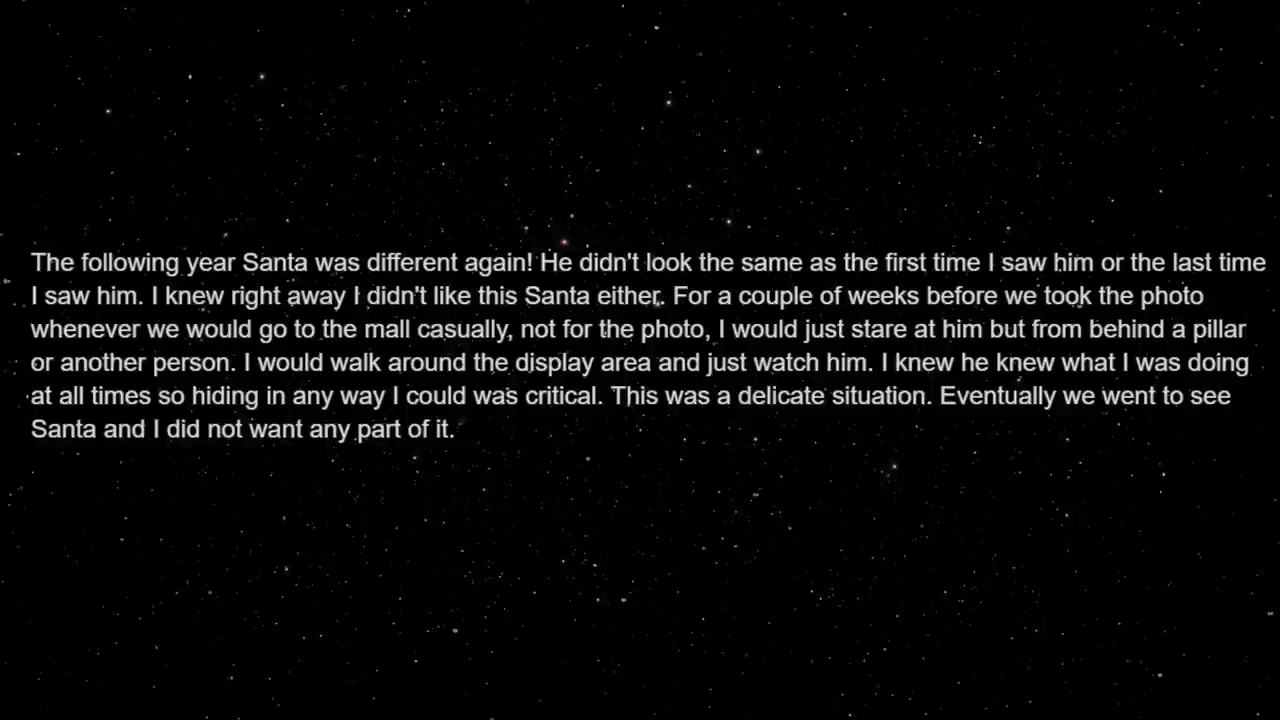 The following year Santa was different again! He didn't look the same as the first time I saw him or the last time
I saw him. I knew right away I didn't like this Santa either. For a couple of weeks before we took the photo
whenever we would go to the mall casually, not for the photo, I would just stare at him but from behind a pillar
or another person. I would walk around the display area and just watch him. I knew he knew what I was doing
at all times so hiding in any way I could was critical. This was a delicate situation. Eventually we went to see
Santa and I did not want any part of it.